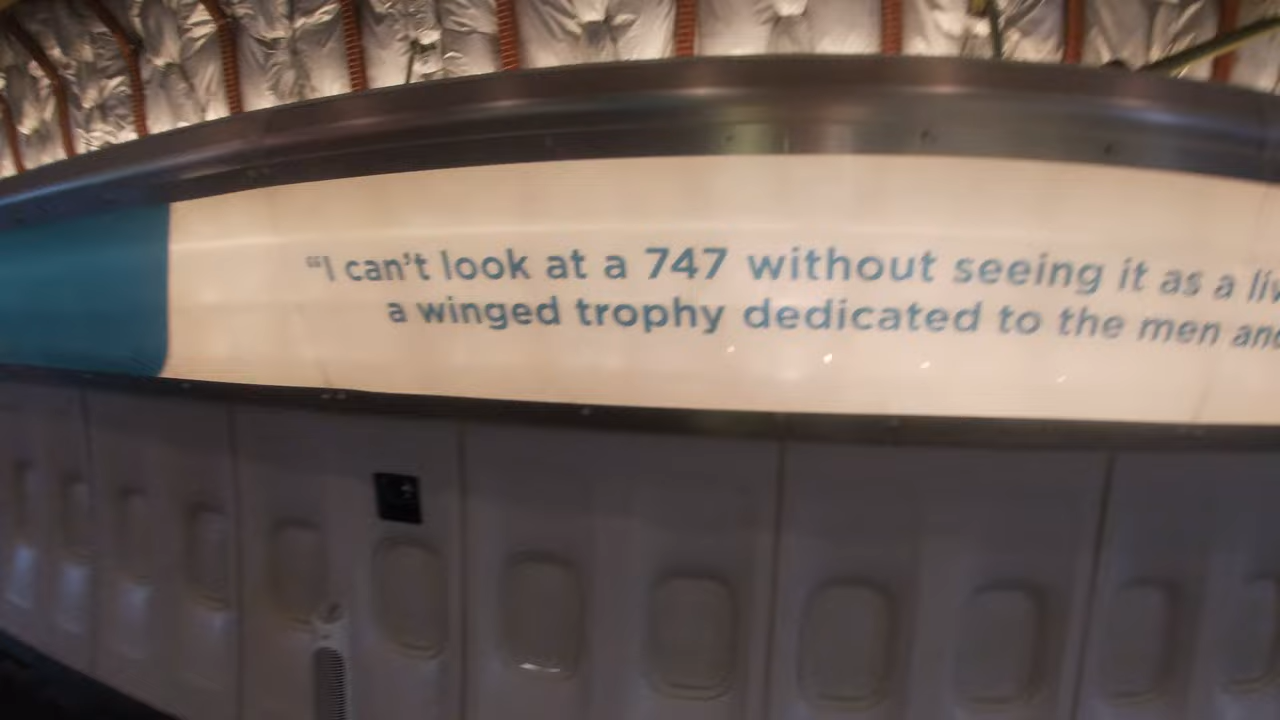 “I can’t look at a 747 without seeing it as a
a winged trophy dedicated to the men